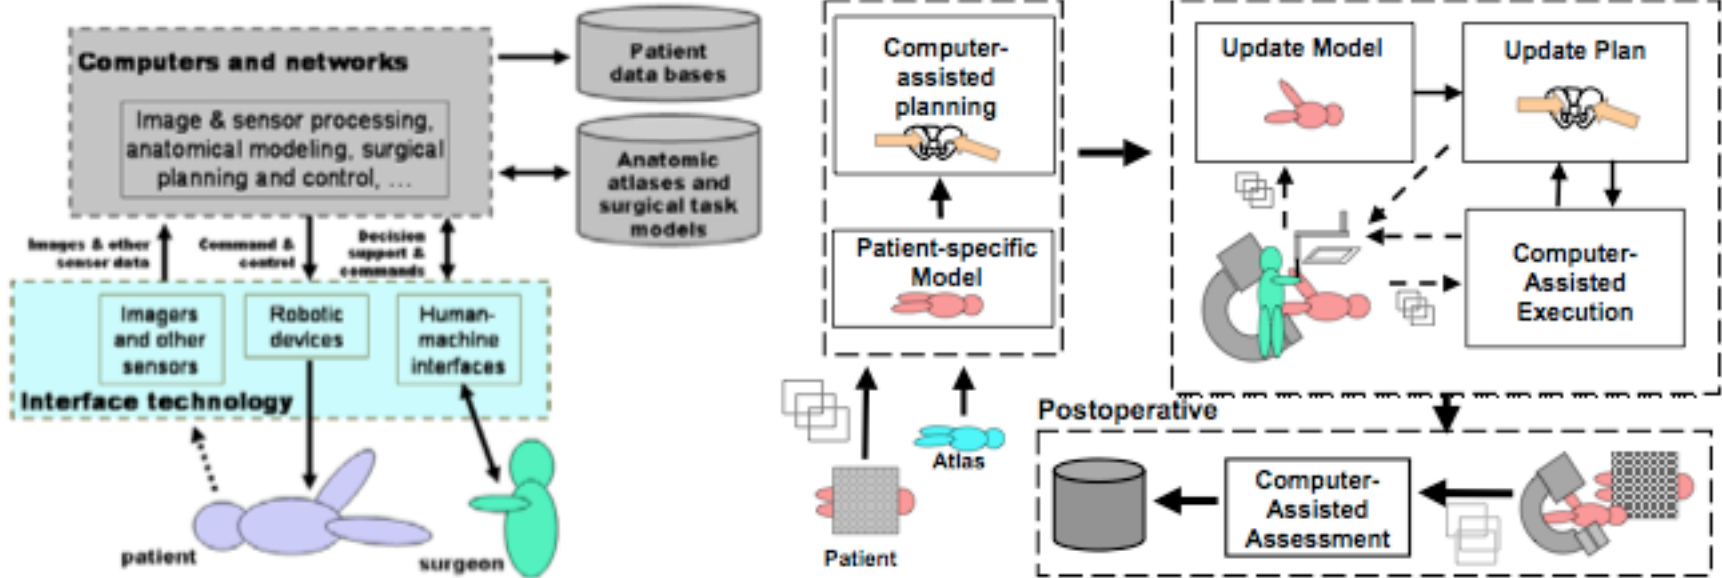 Computers and networks
Image & sensor processing,
anatomical modeling, surgical
planning and control, ...
Patient
data bases
Anatomic
atlases and
surgical task
models
Images & other
sensor data
Command &
control
Decision
support &
commands
Imagers
and other
sensors
Robotic
devices
Human-
machine
interfaces
Interface technology
patient
surgeon
Computer-
assisted
planning
Patient-specific
Model
Atlas
Patient
Update Model
Update Plan
Computer-
Assisted
Execution
Postoperative
Computer-
Assisted
Assessment